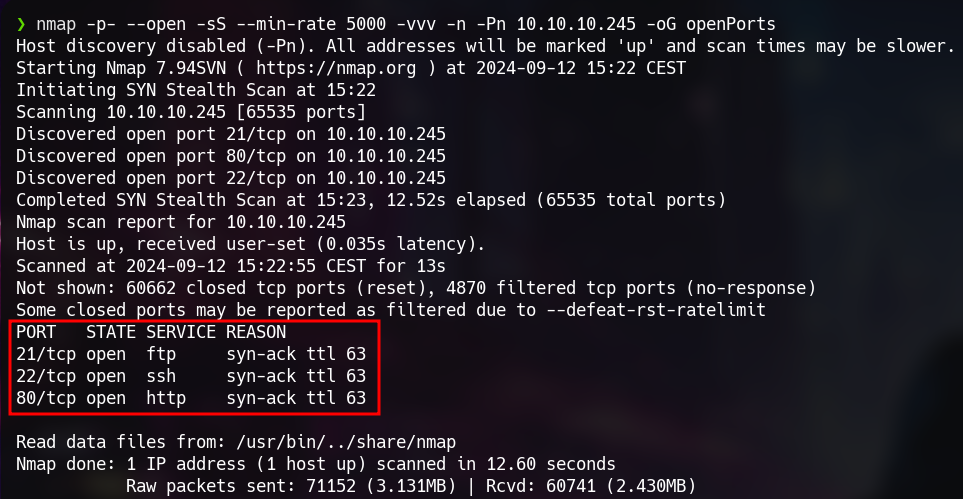 ❯ nmap -p- --open -sS --min-rate 5000 -vvv -n -Pn 10.10.10.245 -oG openPorts
Host discovery disabled (-Pn). All addresses will be marked 'up' and scan times may be slower.
Starting Nmap 7.94SVN ( https://nmap.org ) at 2024-09-12 15:22 CEST
Initiating SYN Stealth Scan at 15:22
Scanning 10.10.10.245 [65535 ports]
Discovered open port 21/tcp on 10.10.10.245
Discovered open port 80/tcp on 10.10.10.245
Discovered open port 22/tcp on 10.10.10.245
Completed SYN Stealth Scan at 15:23, 12.52s elapsed (65535 total ports)
Nmap scan report for 10.10.10.245
Host is up, received user-set (0.035s latency).
Scanned at 2024-09-12 15:22:55 CEST for 13s
Not shown: 60662 closed tcp ports (reset), 4870 filtered tcp ports (no-response)
Some closed ports may be reported as filtered due to --defeat-rst-ratelimit
PORT   STATE SERVICE REASON
21/tcp open  ftp     syn-ack ttl 63
22/tcp open  ssh     syn-ack ttl 63
80/tcp open  http    syn-ack ttl 63
Read data files from: /usr/bin/../share/nmap
Nmap done: 1 IP address (1 host up) scanned in 12.60 seconds
           Raw packets sent: 71152 (3.131MB) | Rcvd: 60741 (2.430MB)